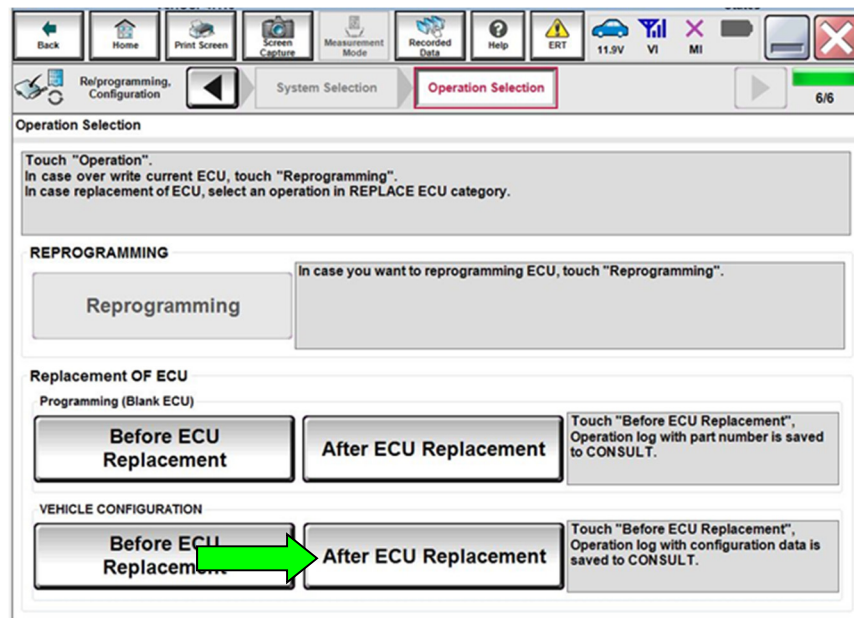 Back
Home
Print Screen
Screen
Capture
Measurement
Mode
Recorded
Data
Help
ERT
11.9V
VI
MI
Re/programming,
Configuration
System Selection
Operation Selection
6/6
Operation Selection
Touch "Operation".
In case over write current ECU, touch "Reprogramming".
In case replacement of ECU, select an operation in REPLACE ECU category.
REPROGRAMMING
Reprogramming
In case you want to reprogramming ECU, touch "Reprogramming".
Replacement OF ECU
Programming (Blank ECU)
Before ECU
Replacement
After ECU Replacement
Touch "Before ECU Replacement",
Operation log with part number is saved
to CONSULT.
VEHICLE CONFIGURATION
Before ECU
Replacement
After ECU Replacement
Touch "Before ECU Replacement",
Operation log with configuration data is
saved to CONSULT.